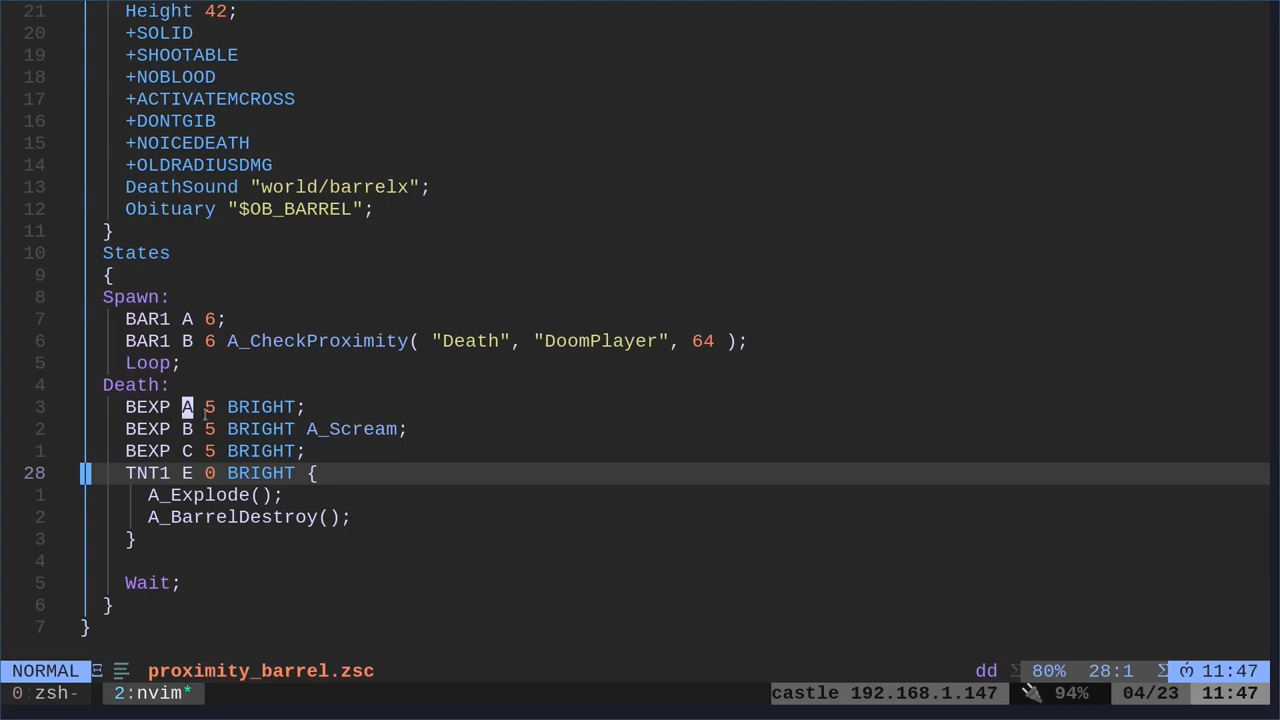 21 Height 42;
20 +SOLID
19 +SHOOTABLE
18 +NOBLOOD
17 +ACTIVATEMCROSS
16 +DONTGIB
15 +NOICEDEATH
14 +OLDRADIUSDMG
13 DeathSound "world/barrelx";
12 Obituary "$OB_BARREL";
11 }
10 States
9 {
8 Spawn:
7 BAR1 A 6;
6 BAR1 B 6 A_CheckProximity( "Death", "DoomPlayer", 64 );
5 Loop;
4 Death:
3 BEXP A 5 BRIGHT;
2 BEXP B 5 BRIGHT A_Scream;
1 BEXP C 5 BRIGHT;
28 TNT1 E 0 BRIGHT {
1 A_Explode();
2 A_BarrelDestroy();
3 }
4
5 Wait;
6 }
7 }
NORMAL proximity_barrel.zsc dd 80% 28:1 11:47
0 zsh- 2:nvim* castle 192.168.1.147 94% 04/23 11:47